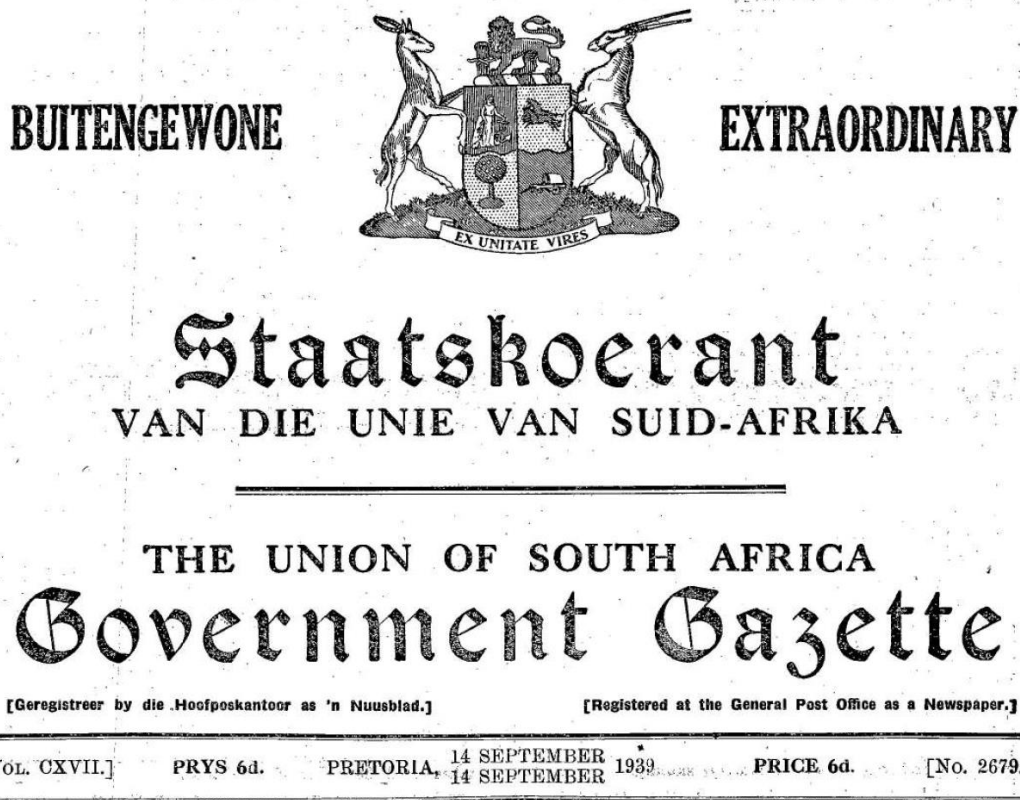 BUITENGEWONE
EXTRAORDINARY
EX UNITATE VIRES
Staatskoerant
VAN DIE UNIE VAN SUID-AFRIKA
THE UNION OF SOUTH AFRICA
Government Gazette
[Geregistreer by die Hoofposkantoor as 'n Nuusblad.] [Registered at the General Post Office as a Newspaper.]
OL. CXVII.] PRYS 6d. PRETORIA, 14 SEPTEMBER 1939 PRICE 6d. [No. 2679
14 SEPTEMBER